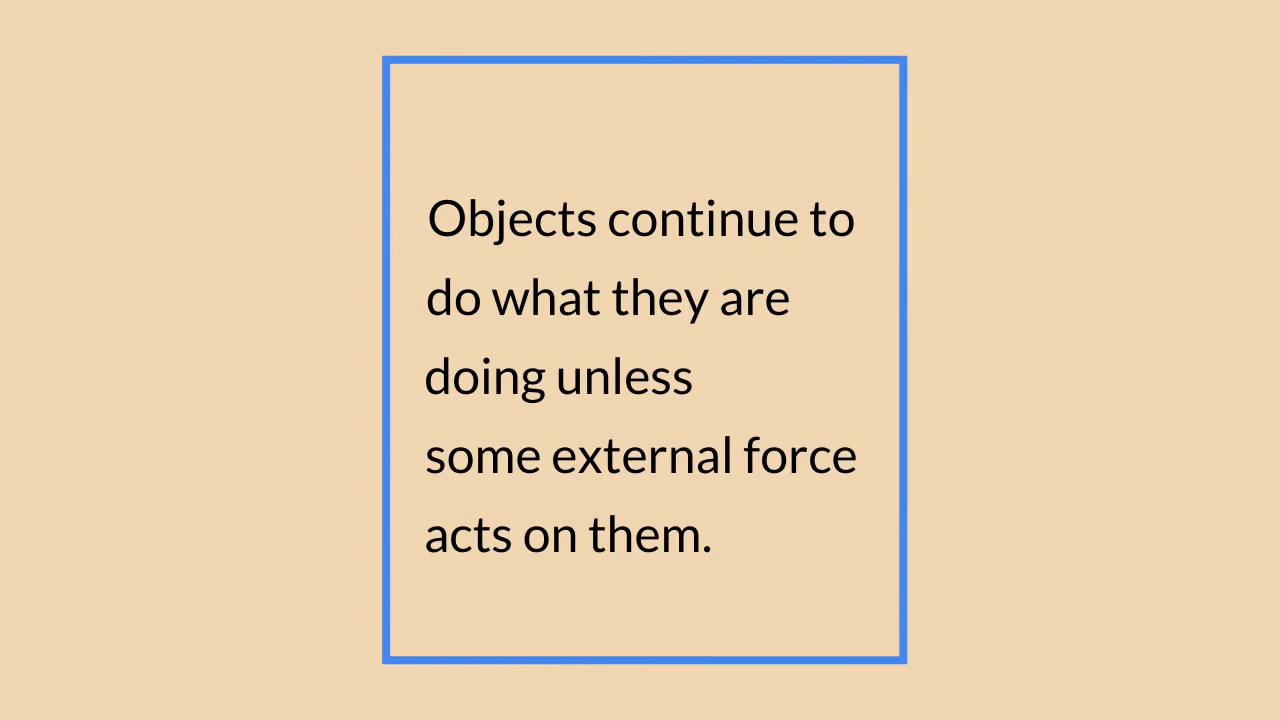 Objects continue to
do what they are
doing unless
some external force
acts on them.